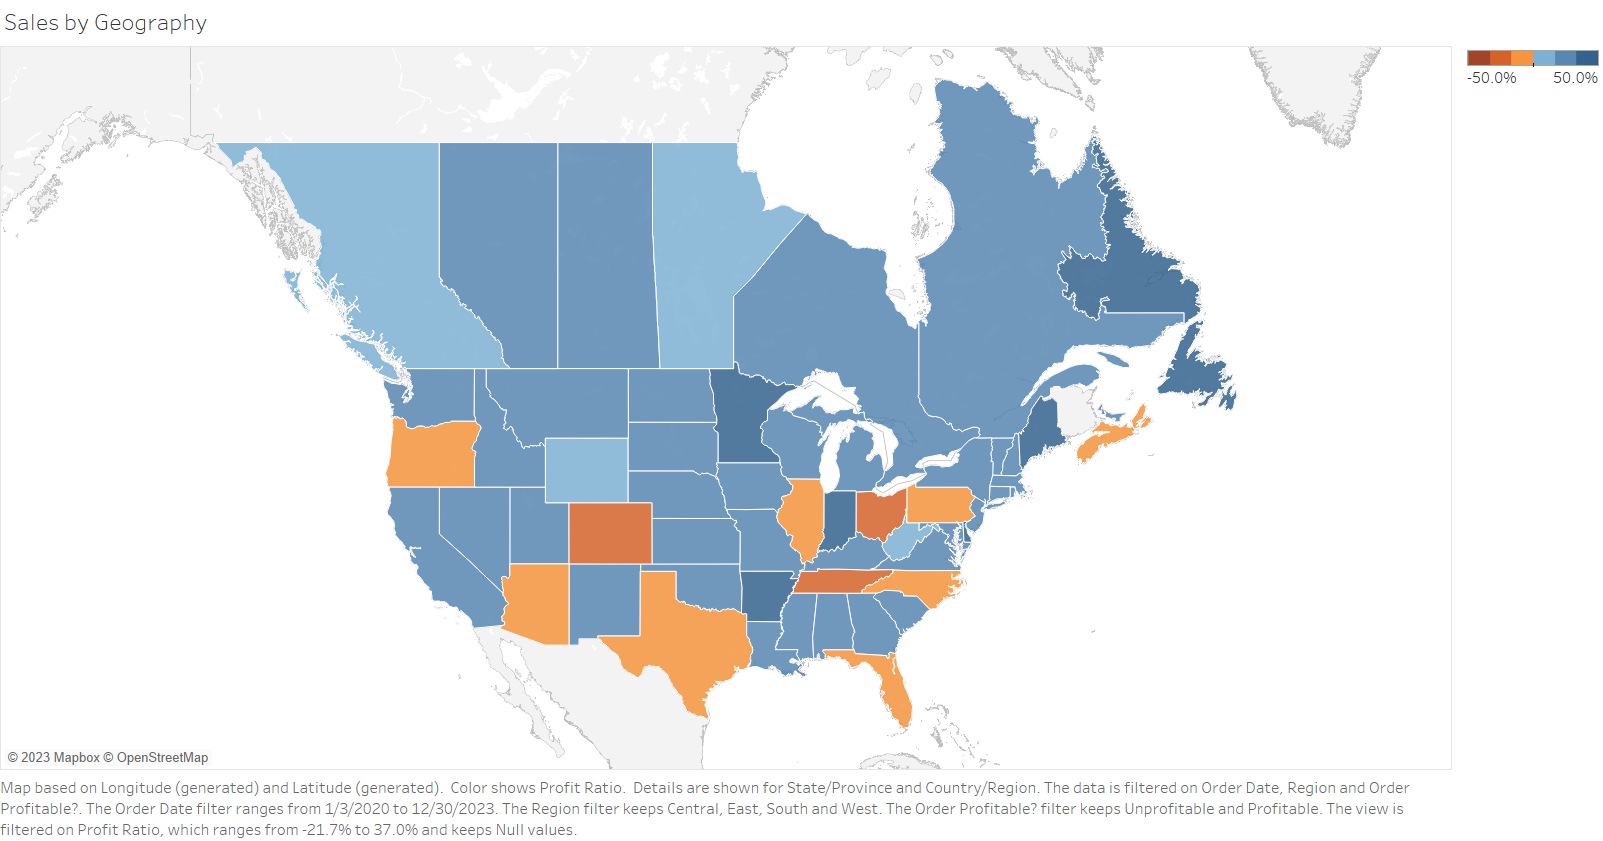 Sales by Geography
-50.0% 50.0%
© 2023 Mapbox © OpenStreetMap
Map based on Longitude (generated) and Latitude (generated).  Color shows Profit Ratio.  Details are shown for State/Province and Country/Region. The data is filtered on Order Date, Region and Order
Profitable?. The Order Date filter ranges from 1/3/2020 to 12/30/2023. The Region filter keeps Central, East, South and West. The Order Profitable? filter keeps Unprofitable and Profitable. The view is
filtered on Profit Ratio, which ranges from -21.7% to 37.0% and keeps Null values.